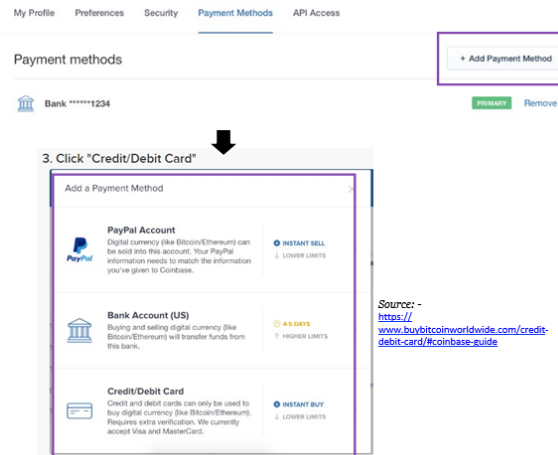 My Profile Preferences Security Payment Methods API Access
Payment methods
+ Add Payment Method
Bank ******1234
PRIMARY Remove
3. Click "Credit/Debit Card"
Add a Payment Method
PayPal Account
PayPal
Digital currency (like Bitcoin/Ethereum) can
be sold into this account. Your PayPal
information needs to match the information
you've given to Coinbase.
INSTANT SELL
LOWER LIMITS
Bank Account (US)
Buying and selling digital currency (like
Bitcoin/Ethereum) will transfer funds from
this bank.
4-5 DAYS
HIGHER LIMITS
Credit/Debit Card
Credit and debit cards can only be used to
buy digital currency (like Bitcoin/Ethereum).
Requires extra verification. We currently
accept Visa and MasterCard.
INSTANT BUY
LOWER LIMITS
Source: -
https://
www.buybitcoinworldwide.com/credit-
debit-card/#coinbase-guide